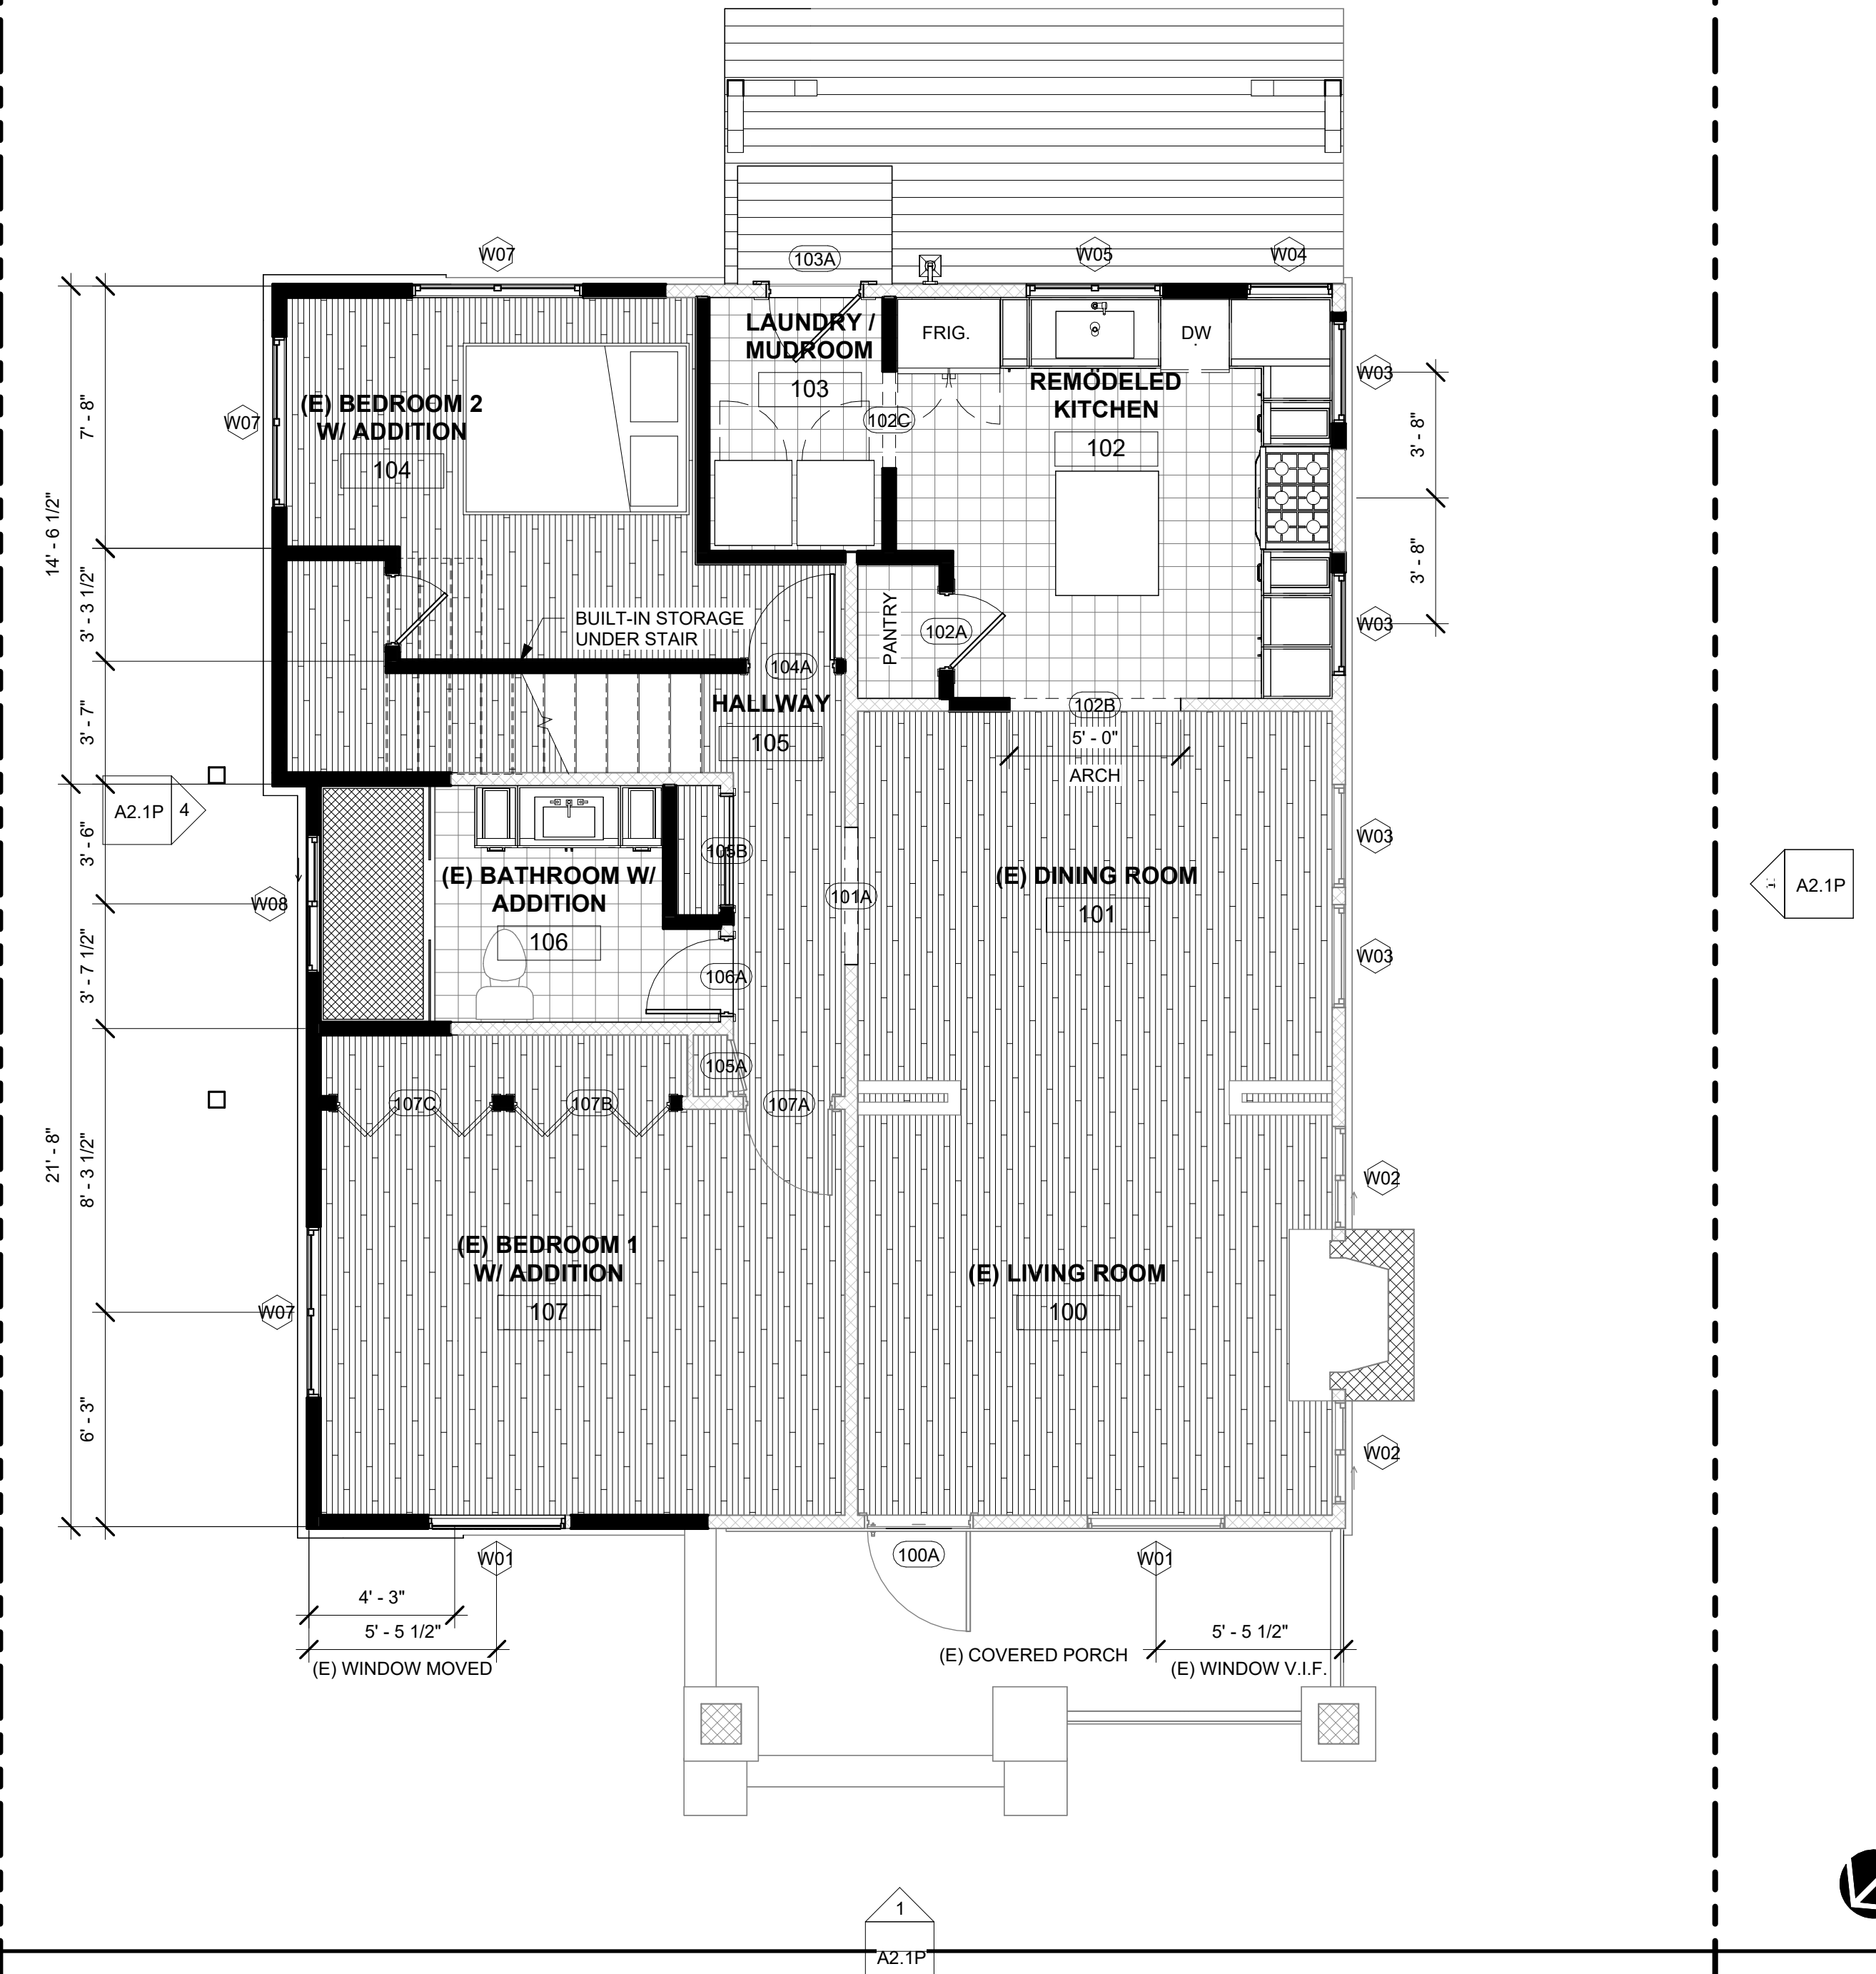 W07
103A
W05
W04
LAUNDRY /
MUDROOM
103
FRIG.
DW
REMODELED
KITCHEN
102
W03
(E) BEDROOM 2
W/ ADDITION
104
W07
102C
7' - 8"
3' - 8"
14' - 6 1/2"
3' - 8"
3' - 3 1/2"
BUILT-IN STORAGE
UNDER STAIR
PANTRY
102A
W03
104A
HALLWAY
105
102B
5' - 0"
ARCH
3' - 7"
A2.1P
4
3' - 6"
105B
W03
(E) BATHROOM W/
ADDITION
106
(E) DINING ROOM
101
101A
A2.1P
W08
W03
3' - 7 1/2"
106A
105A
107C
107B
107A
21' - 8"
8' - 3 1/2"
W02
(E) BEDROOM 1
W/ ADDITION
107
(E) LIVING ROOM
100
W07
6' - 3"
W02
W01
100A
W01
4' - 3"
5' - 5 1/2"
(E) WINDOW MOVED
(E) COVERED PORCH
5' - 5 1/2"
(E) WINDOW V.I.F.
1
A2.1P